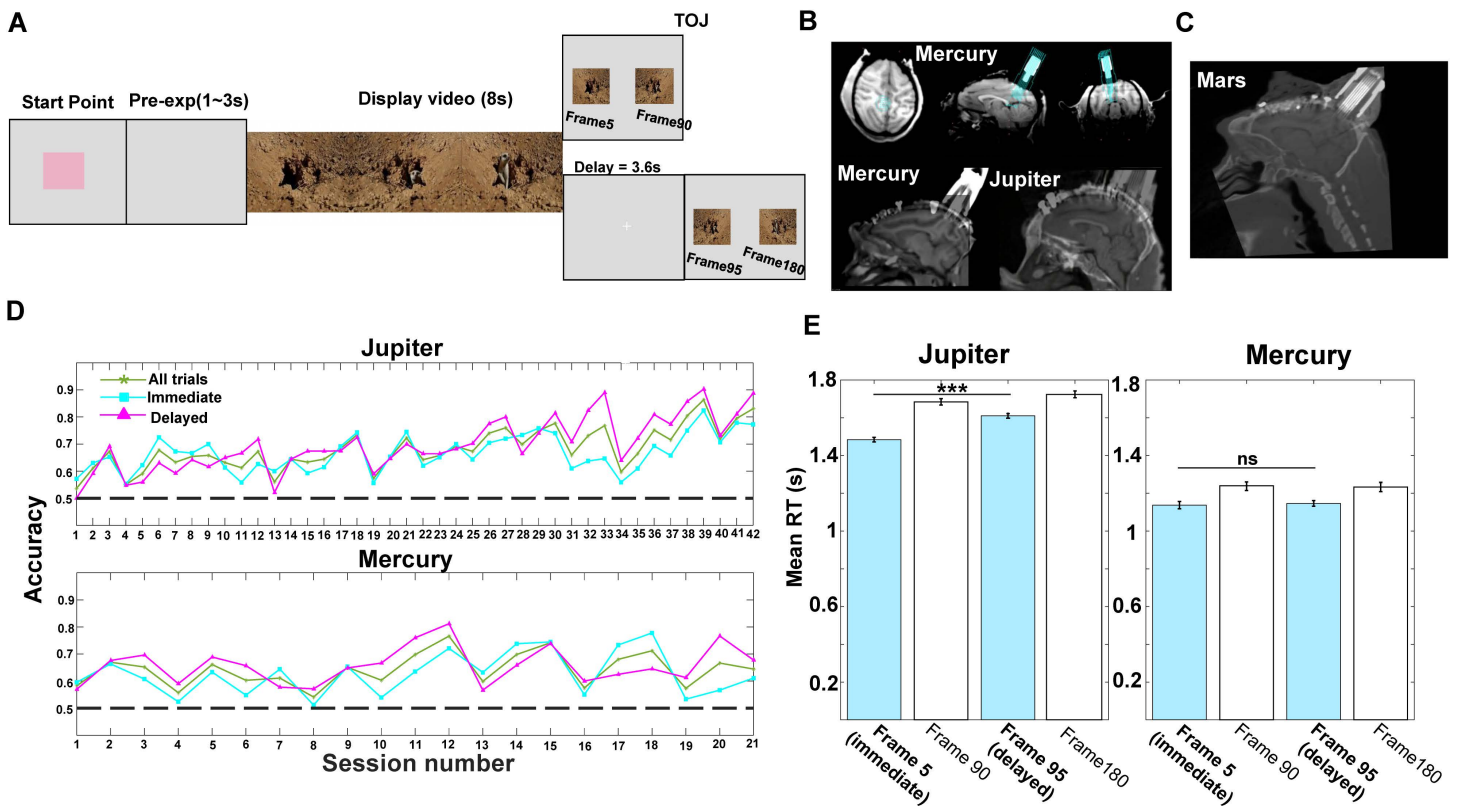 A
TOJ
Start Point
Pre-exp(1~3s)
Display video (8s)
Frame5
Frame90
Delay = 3.6s
Frame95
Frame180
B
Mercury
Mercury
Jupiter
C
Mars
D
Jupiter
All trials
Immediate
Delayed
0.9
0.8
0.7
0.6
0.5
1 2 3 4 5 6 7 8 9 10 11 12 13 14 15 16 17 18 19 20 21 22 23 24 25 26 27 28 29 30 31 32 33 34 35 36 37 38 39 40 41 42
Accuracy
Mercury
0.9
0.8
0.7
0.6
0.5
1 2 3 4 5 6 7 8 9 10 11 12 13 14 15 16 17 18 19 20 21
Session number
E
Jupiter
Mean RT (s)
1.8
1.4
1
0.6
0.2
***
Frame 5
(immediate)
Frame 90
Frame 95
(delayed)
Frame180
Mercury
1.8
1.4
1
0.6
0.2
ns
Frame 5
(immediate)
Frame 90
Frame 95
(delayed)
Frame180